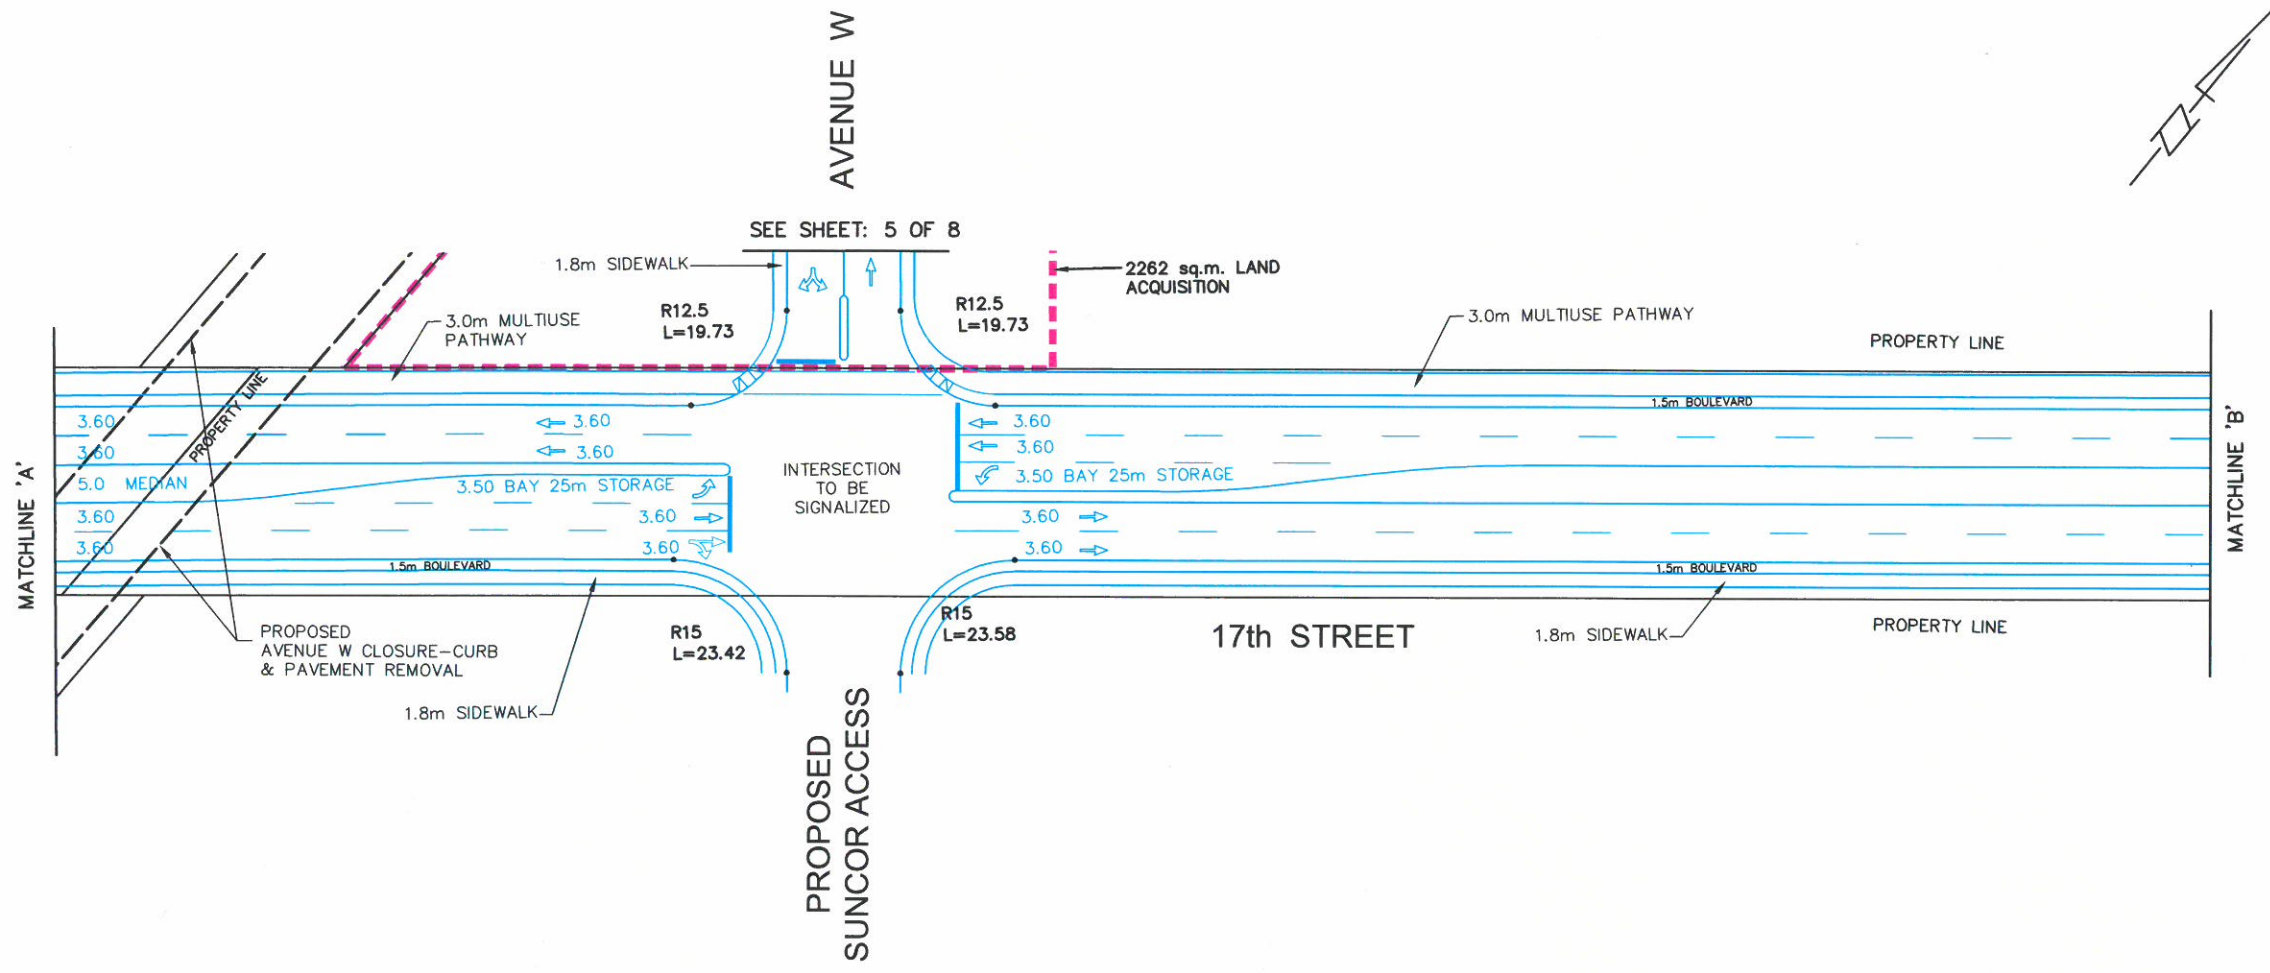 AVENUE W
SEE SHEET: 5 OF 8
1.8m SIDEWALK
2262 sq.m. LAND
ACQUISITION
R12.5
L=19.73
R12.5
L=19.73
3.0m MULTIUSE
PATHWAY
3.0m MULTIUSE PATHWAY
PROPERTY LINE
PROPERTY LINE
1.5m BOULEVARD
3.60
3.60
3.60
3.60
3.60
3.60
5.0 MEDIAN
3.50 BAY 25m STORAGE
INTERSECTION
TO BE
SIGNALIZED
3.50 BAY 25m STORAGE
3.60
3.60
3.60
3.60
3.60
3.60
MATCHLINE 'A'
MATCHLINE 'B'
1.5m BOULEVARD
1.5m BOULEVARD
PROPOSED
AVENUE W CLOSURE-CURB
& PAVEMENT REMOVAL
R15
L=23.42
R15
L=23.58
17th STREET
1.8m SIDEWALK
PROPERTY LINE
1.8m SIDEWALK
PROPOSED
SUNCOR ACCESS
N